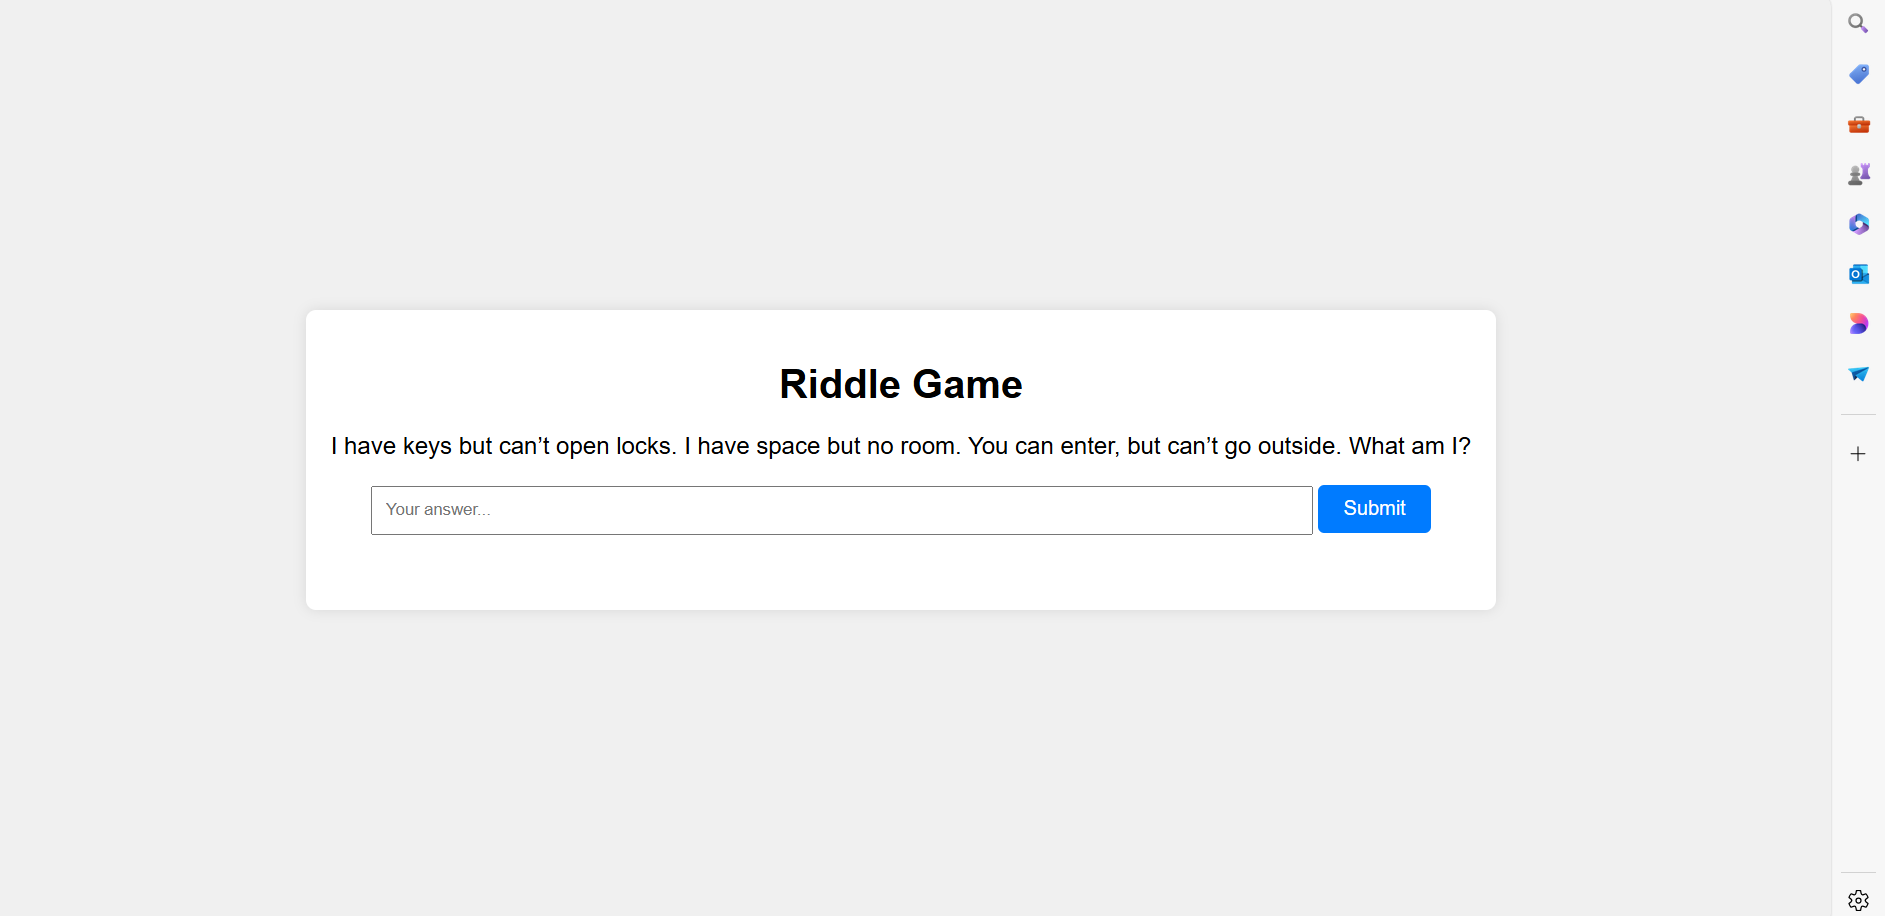 Riddle Game
I have keys but can’t open locks. I have space but no room. You can enter, but can’t go outside. What am I?
Your answer...
Submit